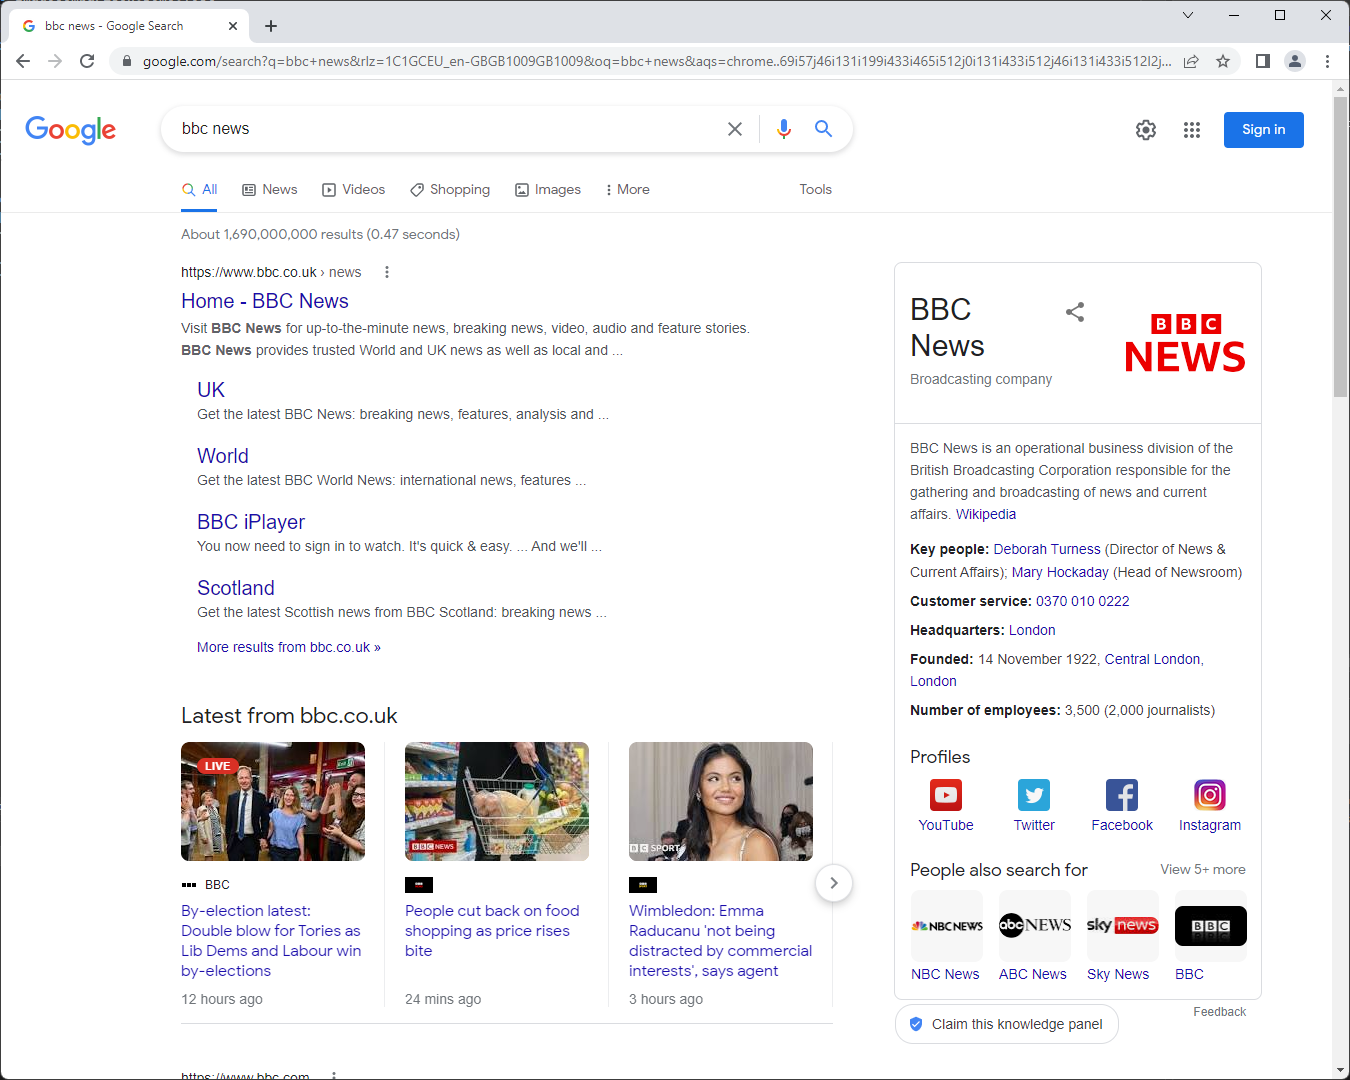 bbc news - Google Search
google.com/search?q=bbc+news&rlz=1C1GCEU_en-GBGB1009GB1009&oq=bbc+news&aqs=chrome..69i57j46i131i199i433i465i512j0i131i433i512j46i131i433i512l2j...
Google
bbc news
Sign in
All News Videos Shopping Images More Tools
About 1,690,000,000 results (0.47 seconds)
https://www.bbc.co.uk › news
Home - BBC News
Visit BBC News for up-to-the-minute news, breaking news, video, audio and feature stories.
BBC News provides trusted World and UK news as well as local and ...
UK
Get the latest BBC News: breaking news, features, analysis and ...
World
Get the latest BBC World News: international news, features ...
BBC iPlayer
You now need to sign in to watch. It's quick & easy. ... And we'll ...
Scotland
Get the latest Scottish news from BBC Scotland: breaking news ...
More results from bbc.co.uk »
Latest from bbc.co.uk
LIVE
BBC
By-election latest:
Double blow for Tories as
Lib Dems and Labour win
by-elections
12 hours ago
BBC NEWS
People cut back on food
shopping as price rises
bite
24 mins ago
BBC SPORT
Wimbledon: Emma
Raducanu 'not being
distracted by commercial
interests', says agent
3 hours ago
https://www.bbc.com
BBC
News
Broadcasting company
BBC
NEWS
BBC News is an operational business division of the
British Broadcasting Corporation responsible for the
gathering and broadcasting of news and current
affairs. Wikipedia
Key people: Deborah Turness (Director of News &
Current Affairs); Mary Hockaday (Head of Newsroom)
Customer service: 0370 010 0222
Headquarters: London
Founded: 14 November 1922, Central London,
London
Number of employees: 3,500 (2,000 journalists)
Profiles
YouTube Twitter Facebook Instagram
People also search for View 5+ more
NBC NEWS abc NEWS sky news BBC
NBC News ABC News Sky News BBC
Feedback
Claim this knowledge panel